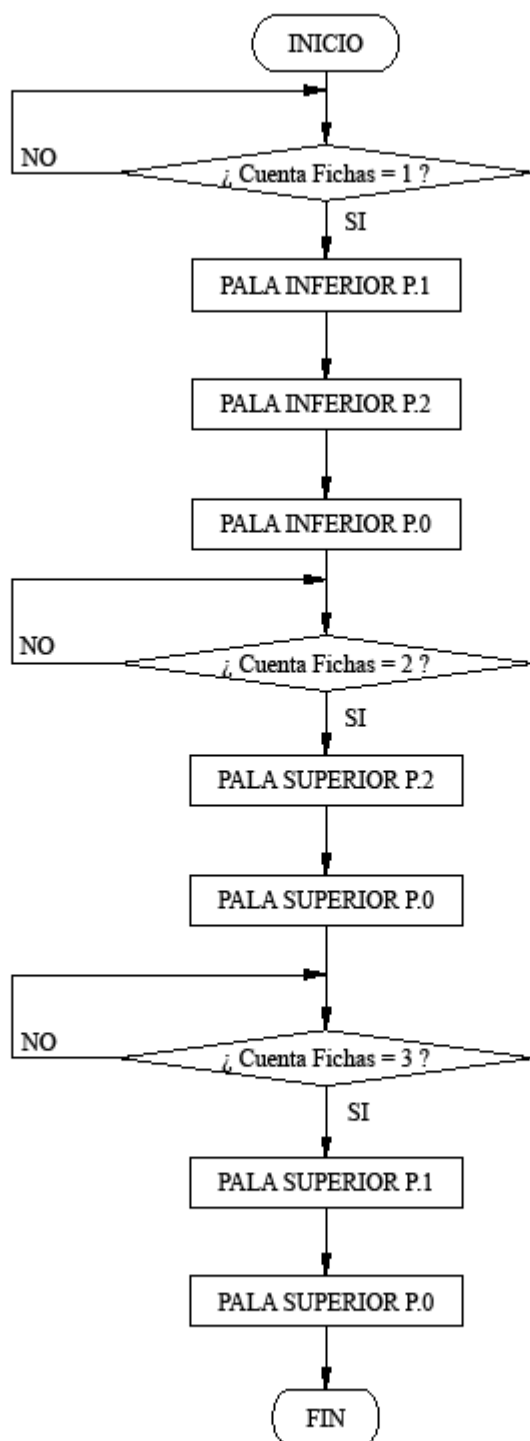 INICIO
NO
¿ Cuenta Fichas = 1 ?
SI
PALA INFERIOR P.1
PALA INFERIOR P.2
PALA INFERIOR P.0
NO
¿ Cuenta Fichas = 2 ?
SI
PALA SUPERIOR P.2
PALA SUPERIOR P.0
NO
¿ Cuenta Fichas = 3 ?
SI
PALA SUPERIOR P.1
PALA SUPERIOR P.0
FIN